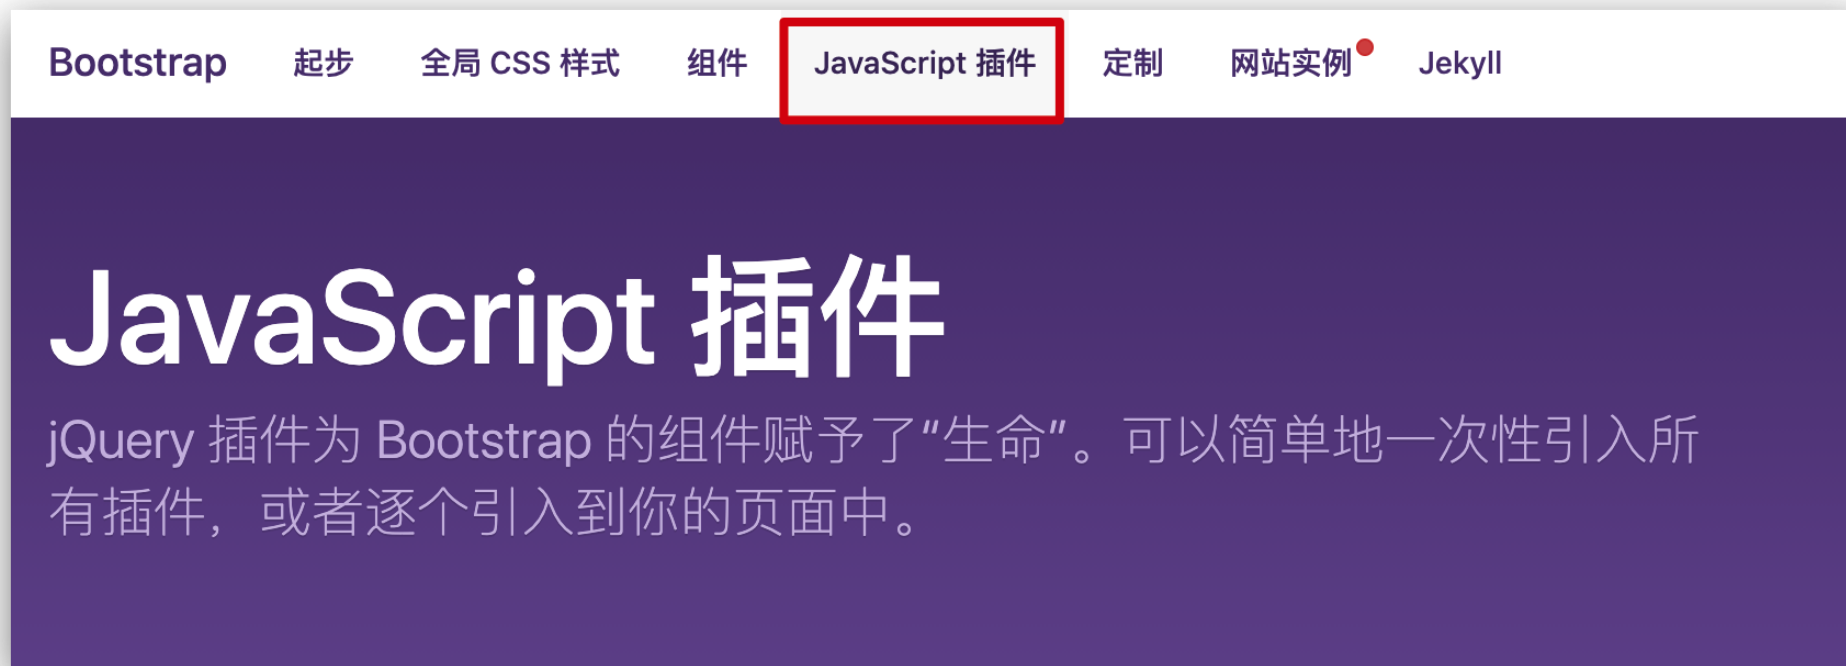 Bootstrap 起步 全局 CSS 样式 组件 JavaScript 插件 定制 网站实例 Jekyll
JavaScript 插件
jQuery 插件为 Bootstrap 的组件赋予了“生命”。可以简单地一次性引入所
有插件，或者逐个引入到你的页面中。